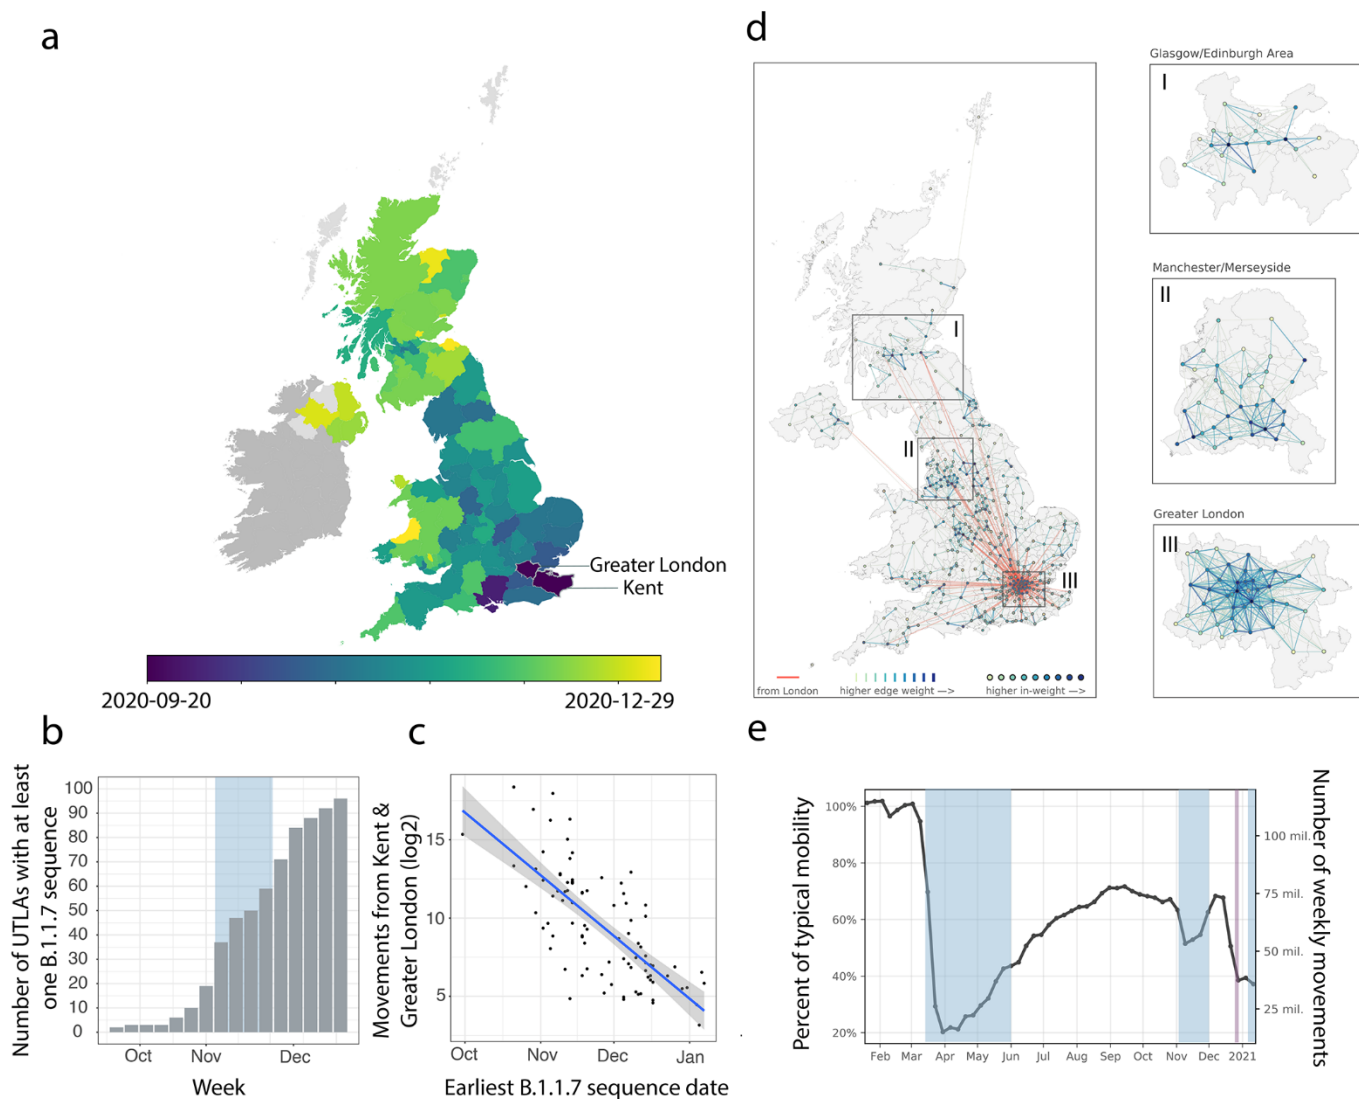 a
Greater London
Kent
2020-09-20
2020-12-29
b
Number of UTLAs with at least
one B.1.1.7 sequence
100
90
80
70
60
50
40
30
20
10
0
Oct
Nov
Dec
Week
c
Movements from Kent &
Greater London (log2)
15
10
5
Oct
Nov
Dec
Jan
Earliest B.1.1.7 sequence date
d
I
II
III
from London
higher edge weight —>
higher in-weight —>
Glasgow/Edinburgh Area
I
Manchester/Merseyside
II
Greater London
III
e
Percent of typical mobility
100%
80%
60%
40%
20%
Feb
Mar
Apr
May
Jun
Jul
Aug
Sep
Oct
Nov
Dec
2021
100 mil.
75 mil.
50 mil.
25 mil.
Number of weekly movements